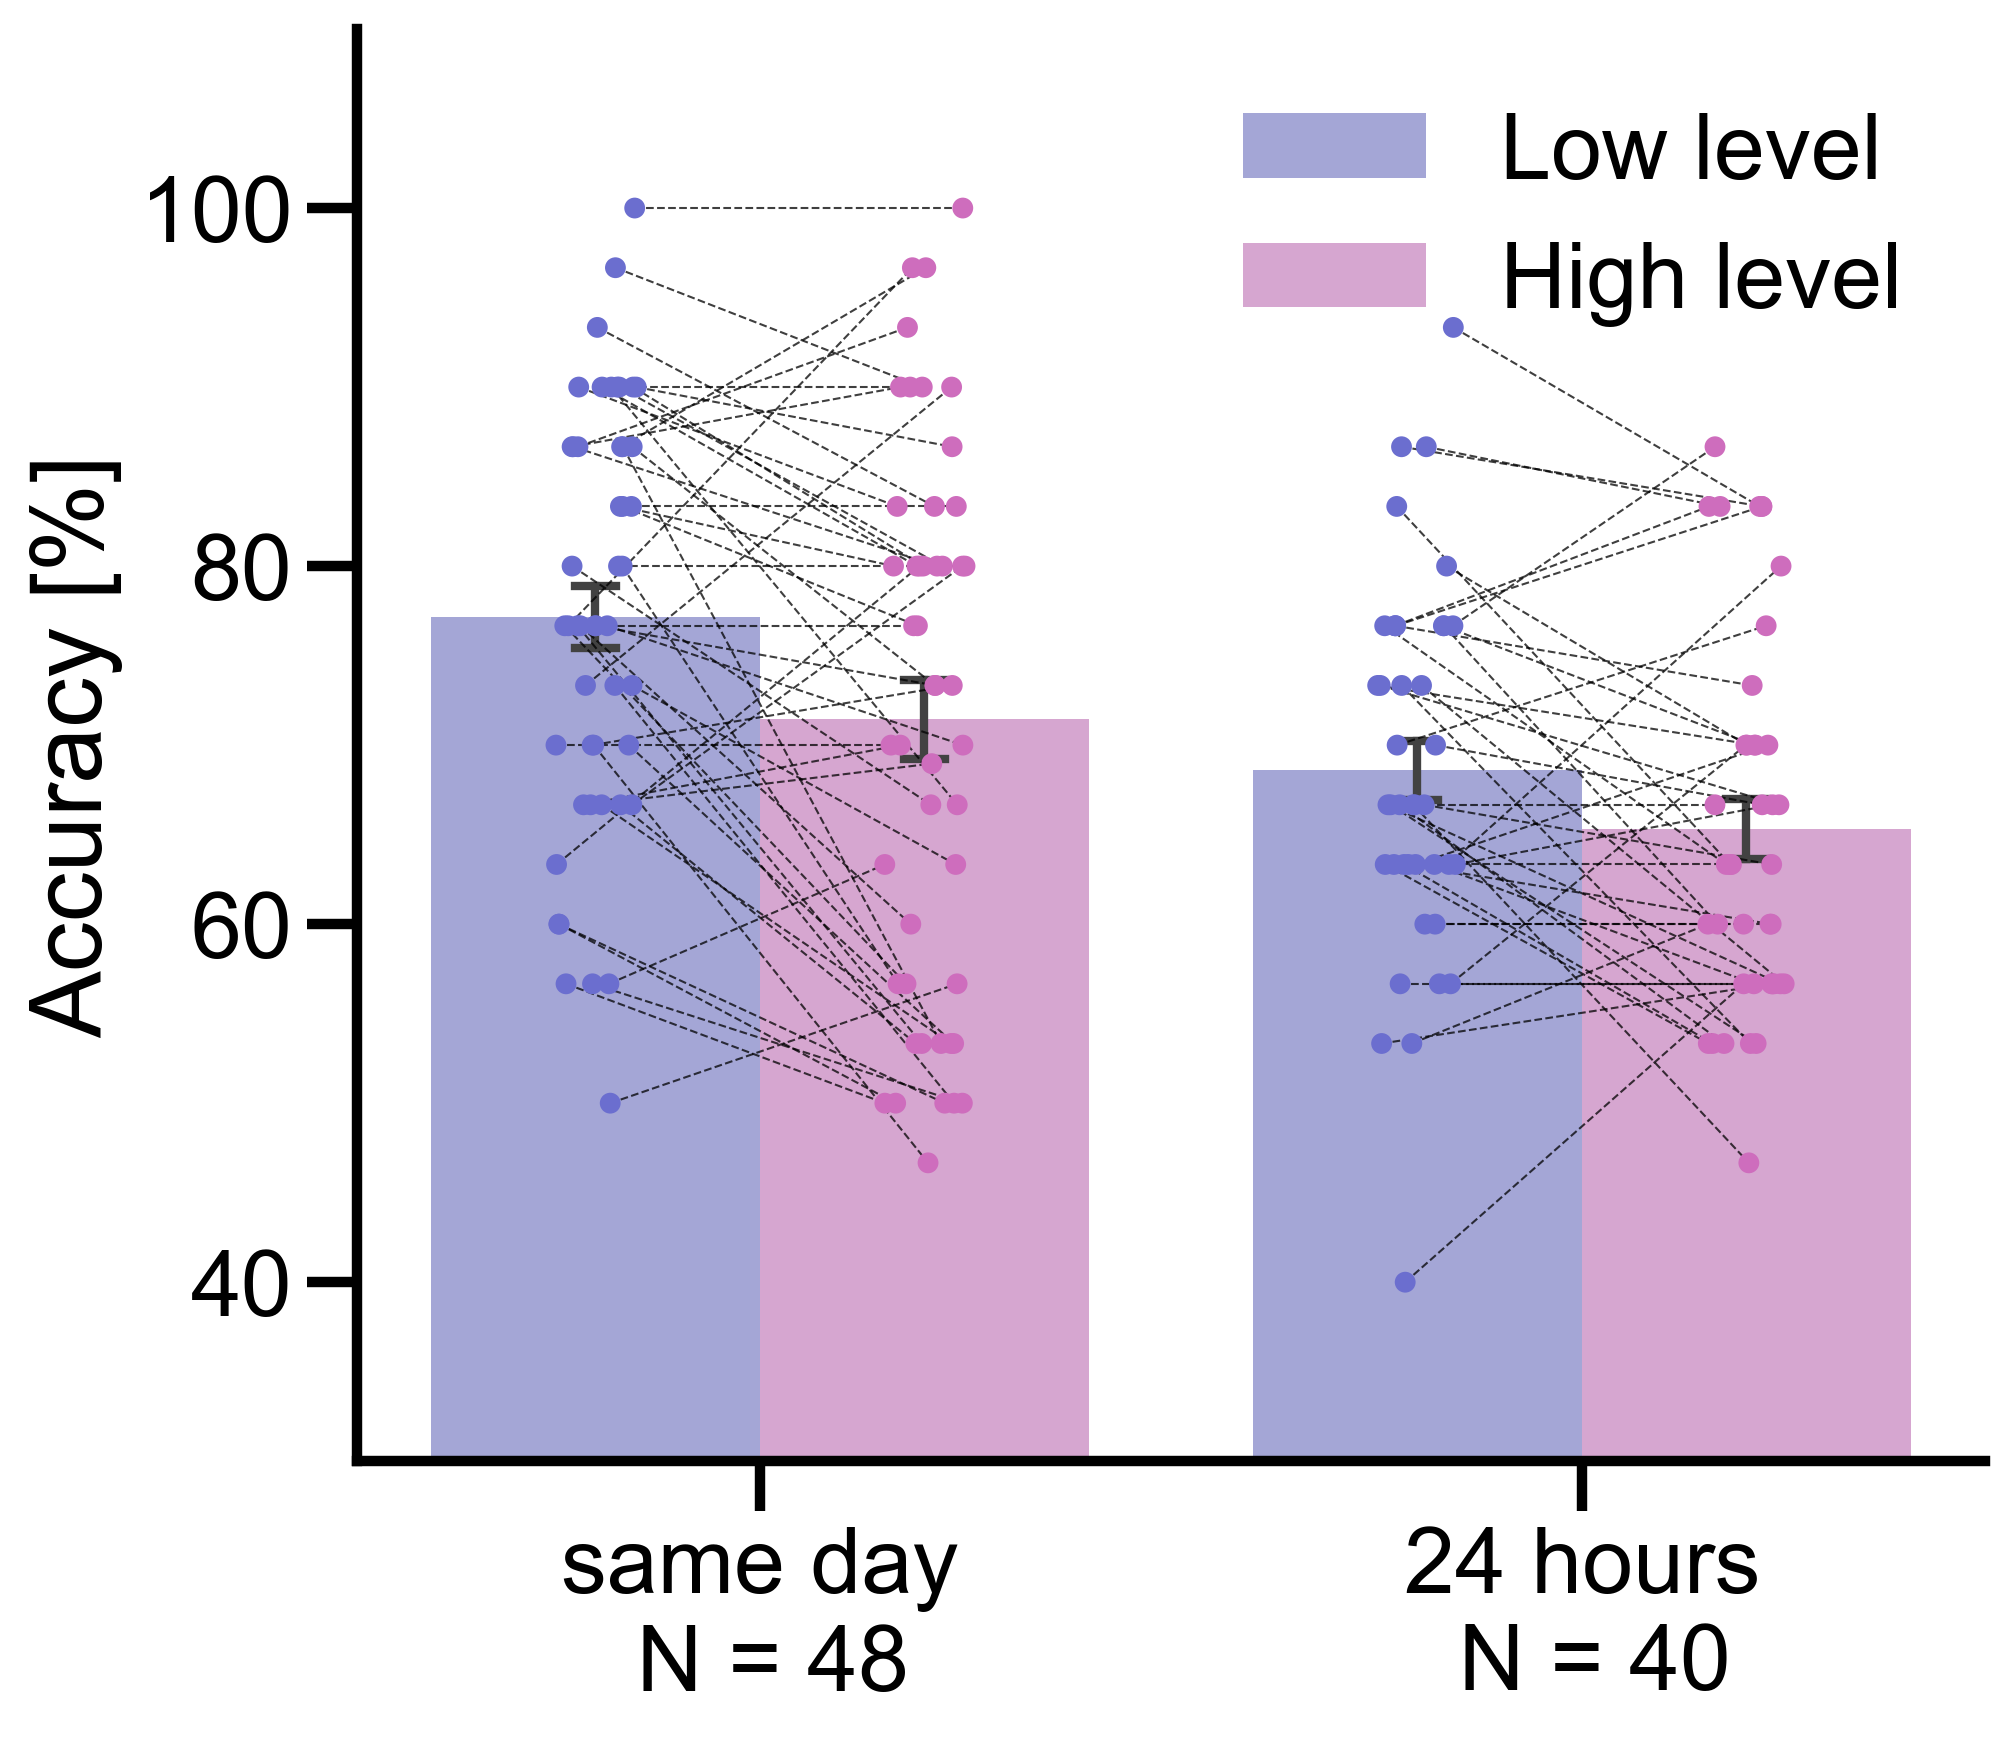 Accuracy [%]
100
80
60
40
Low level
High level
same day
N = 48
24 hours
N = 40